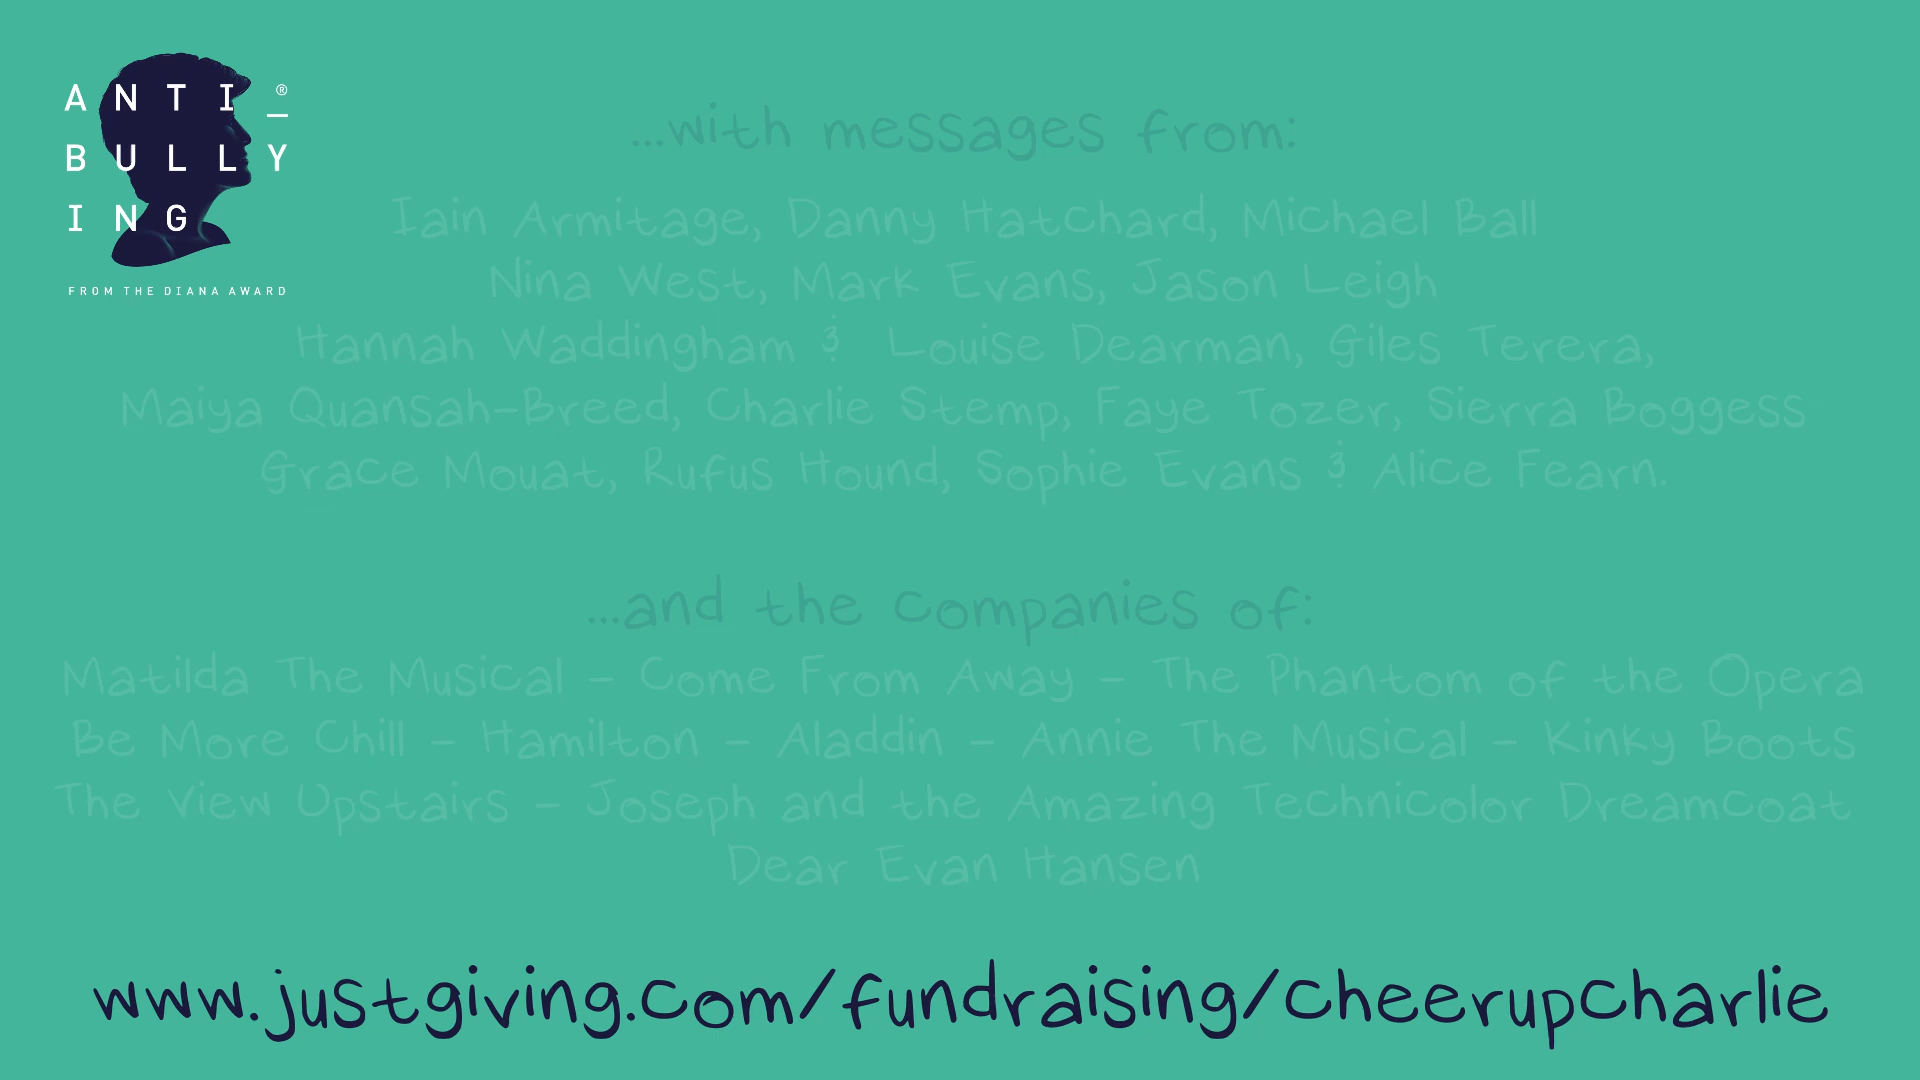 ANTI_®
BULLY
ING
FROM THE DIANA AWARD
...with messages from:
Iain Armitage, Danny Hatchard, Michael Ball
Nina West, Mark Evans, Jason Leigh
Hannah Waddingham & Louise Dearman, Giles Terera,
Maiya Quansah-Breed, Charlie Stemp, Faye Tozer, Sierra Boggess
Grace Mouat, Rufus Hound, Sophie Evans & Alice Fearn.
...and the companies of:
Matilda The Musical - Come From Away - The Phantom of the Opera
Be More Chill - Hamilton - Aladdin - Annie The Musical - Kinky Boots
The View Upstairs - Joseph and the Amazing Technicolor Dreamcoat
Dear Evan Hansen
www.justgiving.com/fundraising/cheerupcharlie